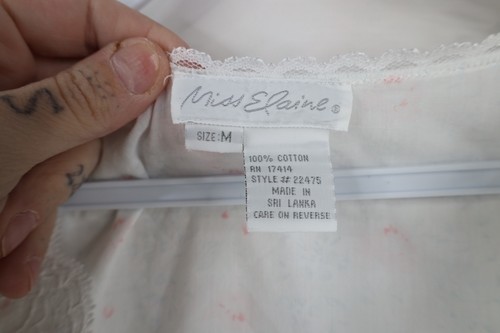 Miss Elaine®
SIZE: M
100% COTTON
RN 17414
STYLE # 22475
MADE IN
SRI LANKA
CARE ON REVERSE